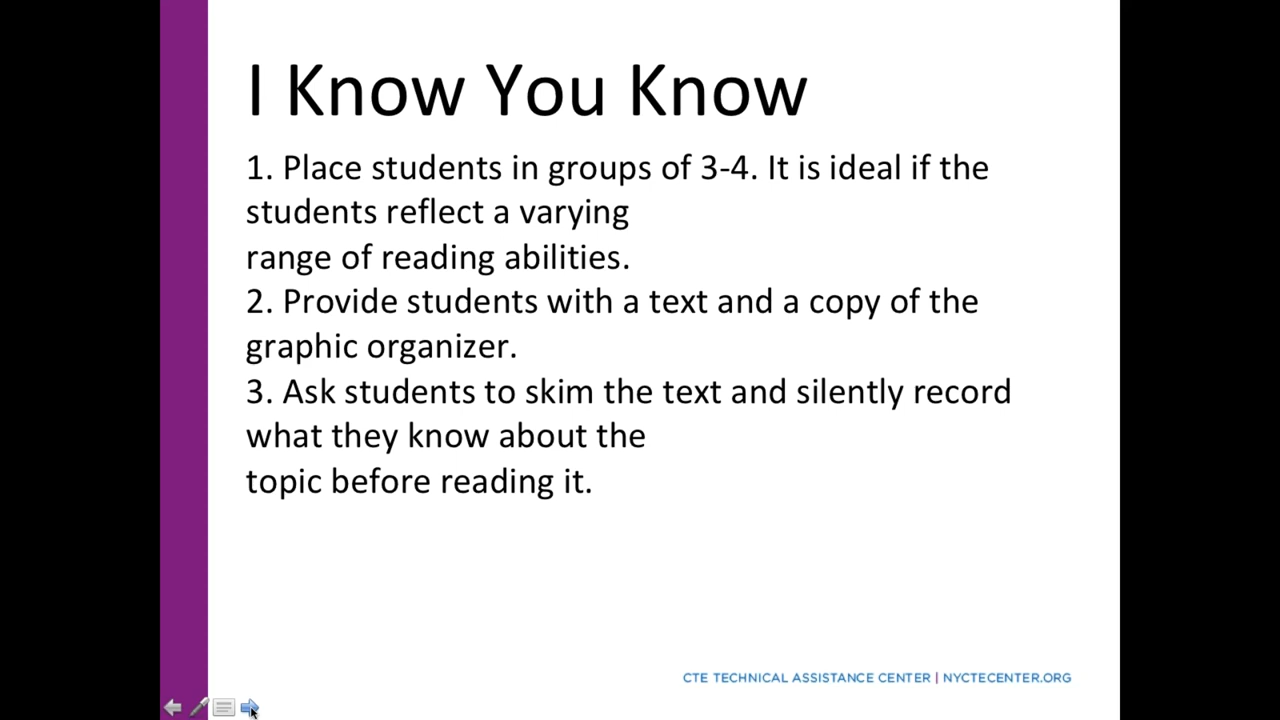 I Know You Know
1. Place students in groups of 3-4. It is ideal if the
students reflect a varying
range of reading abilities.
2. Provide students with a text and a copy of the
graphic organizer.
3. Ask students to skim the text and silently record
what they know about the
topic before reading it.
CTE TECHNICAL ASSISTANCE CENTER | NYCTECENTER.ORG